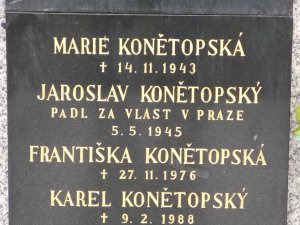 MARIE KONĚTOPSKÁ
† 14. 11. 1943
JAROSLAV KONĚTOPSKÝ
PADL ZA VLAST V PRAZE
5. 5. 1945
FRANTIŠKA KONĚTOPSKÁ
† 27. 11. 1976
KAREL KONĚTOPSKÝ
† 9. 2. 1988